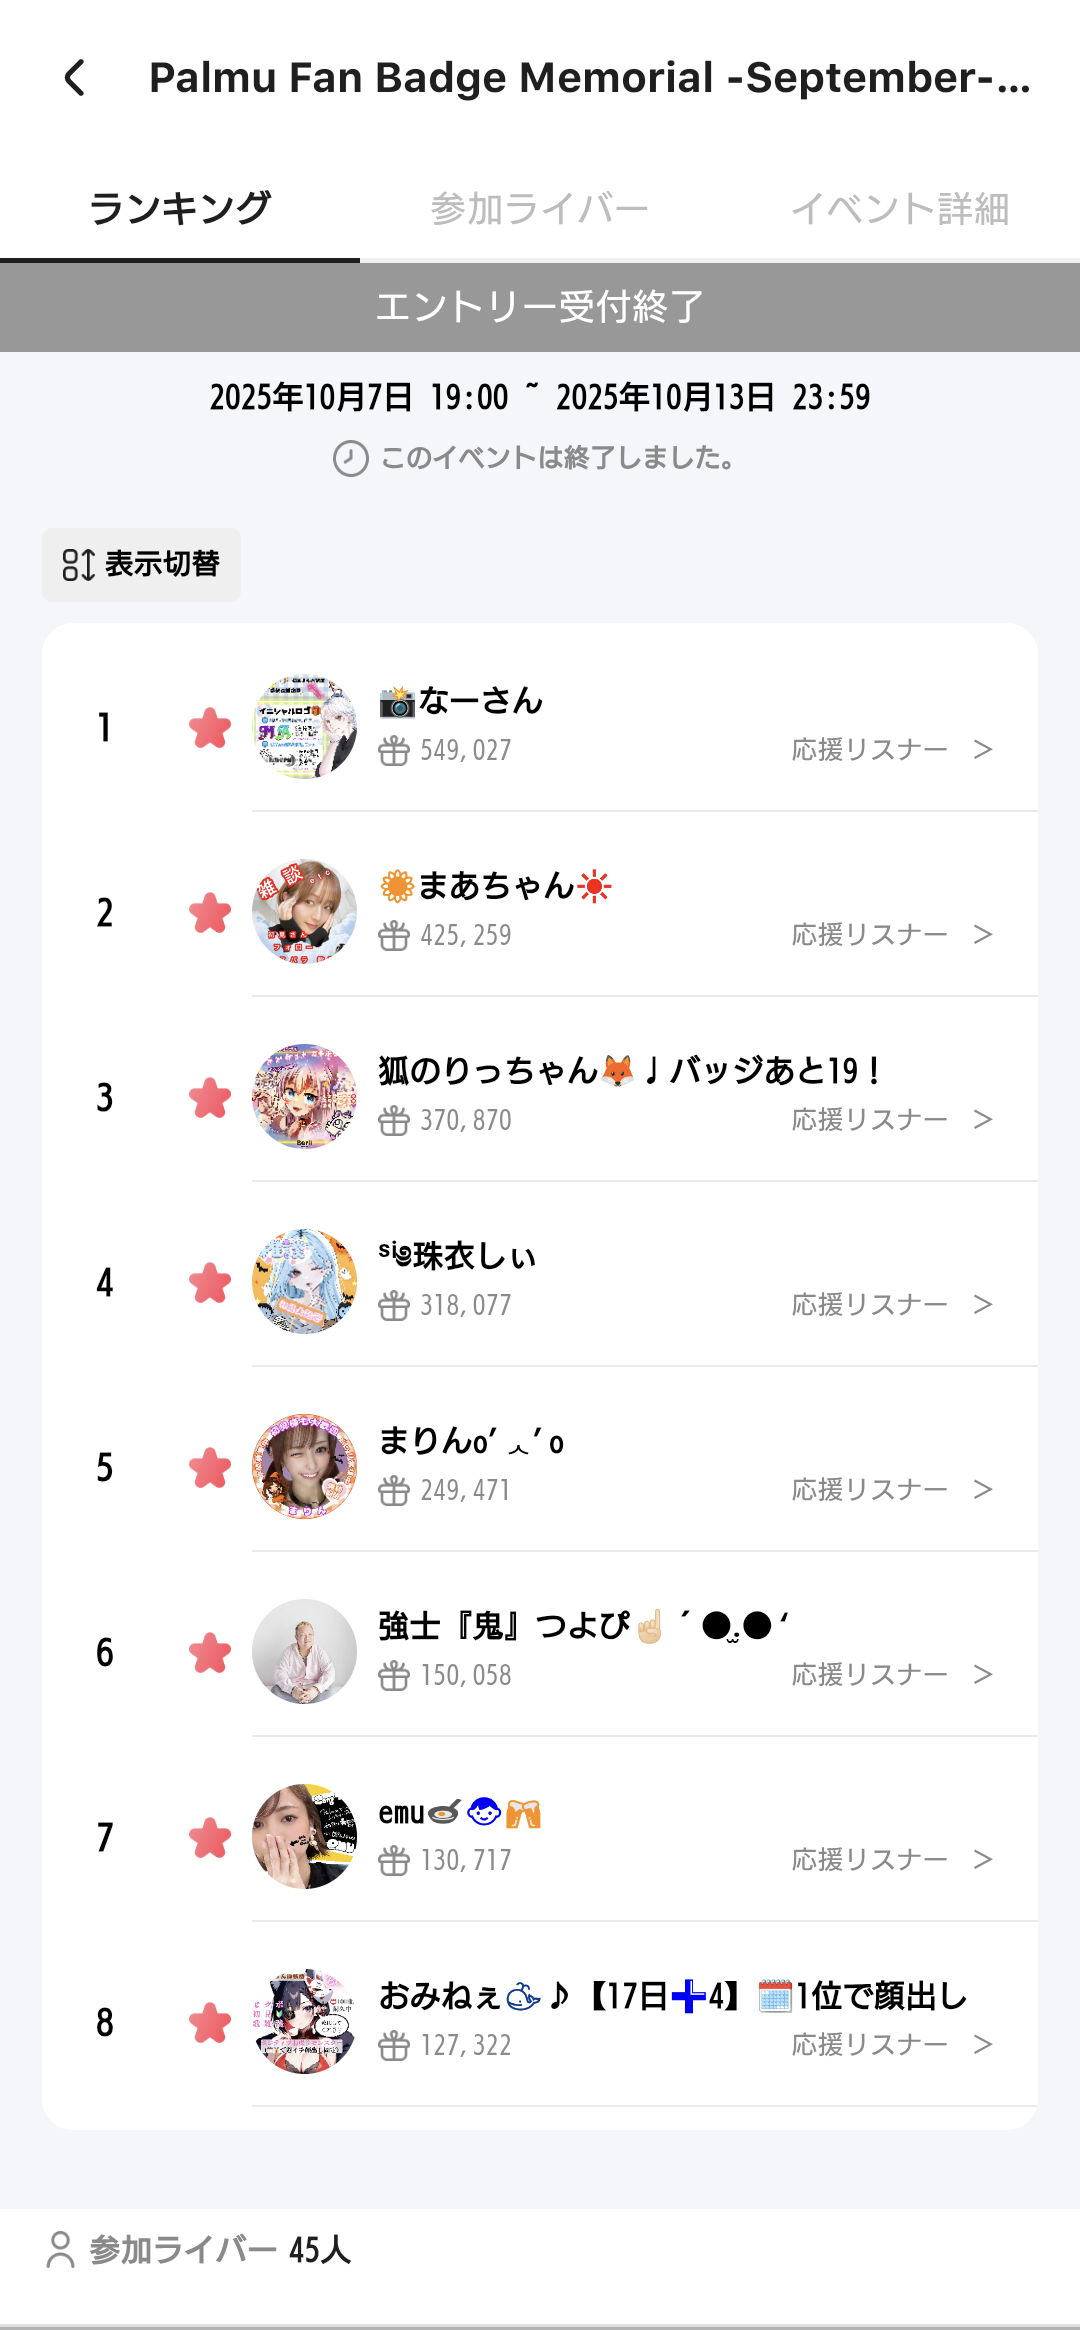 Palmu Fan Badge Memorial -September-...
ランキング 参加ライバー イベント詳細
エントリー受付終了
2025年10月7日 19:00 ~ 2025年10月13日 23:59
このイベントは終了しました。
表示切替
1 📸なーさん
549,027 応援リスナー >
2 🌼まあちゃん☀️
425,259 応援リスナー >
3 狐のりっちゃん🦊♩バッジあと19！
370,870 応援リスナー >
4 ˢⁱ༅珠衣しぃ
318,077 応援リスナー >
5 まりんo′ ‸ ′o
249,471 応援リスナー >
6 強士『鬼』つよぴ☝🏻´●ω●‘
150,058 応援リスナー >
7 emu🍳👦🍻
130,717 応援リスナー >
8 おみねぇ🐳♪【17日➕4】🗓️1位で顔出し
127,322 応援リスナー >
参加ライバー 45人